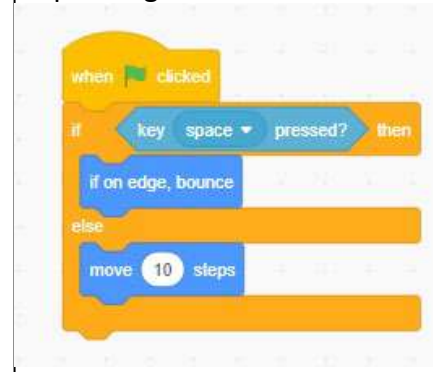 when clicked
if key space pressed? then
if on edge, bounce
else
move 10 steps